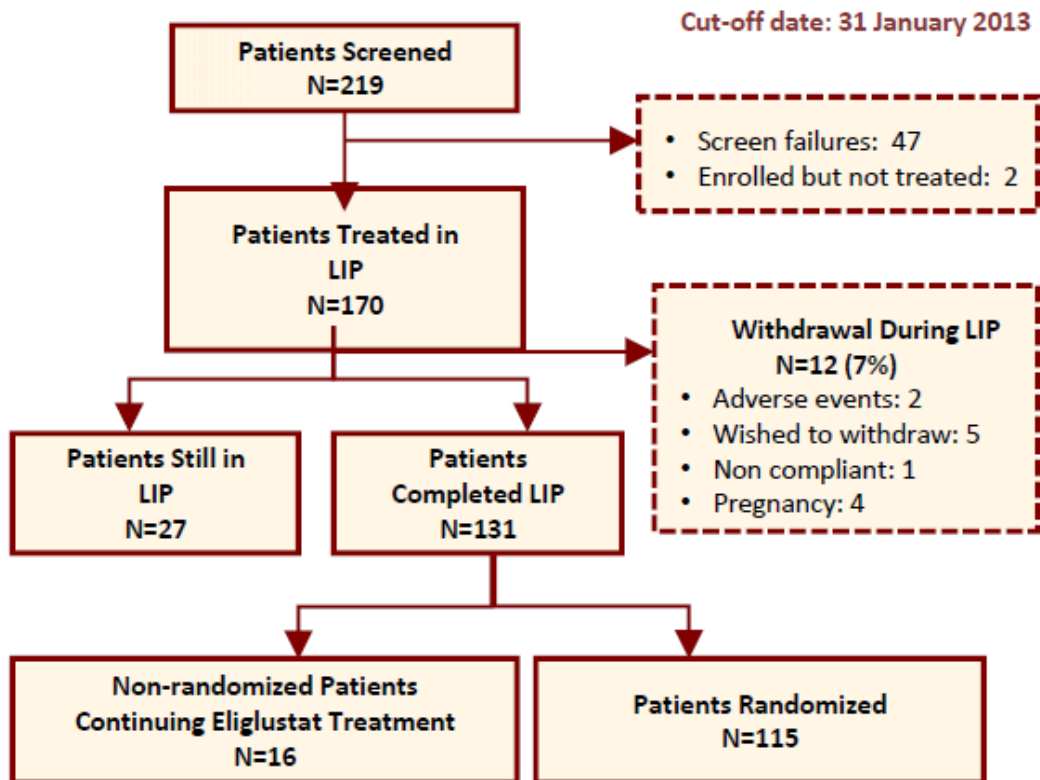 Cut-off date: 31 January 2013
Patients Screened
N=219
• Screen failures: 47
• Enrolled but not treated: 2
Patients Treated in
LIP
N=170
Withdrawal During LIP
N=12 (7%)
• Adverse events: 2
• Wished to withdraw: 5
• Non compliant: 1
• Pregnancy: 4
Patients Still in
LIP
N=27
Patients
Completed LIP
N=131
Non-randomized Patients
Continuing Eliglustat Treatment
N=16
Patients Randomized
N=115